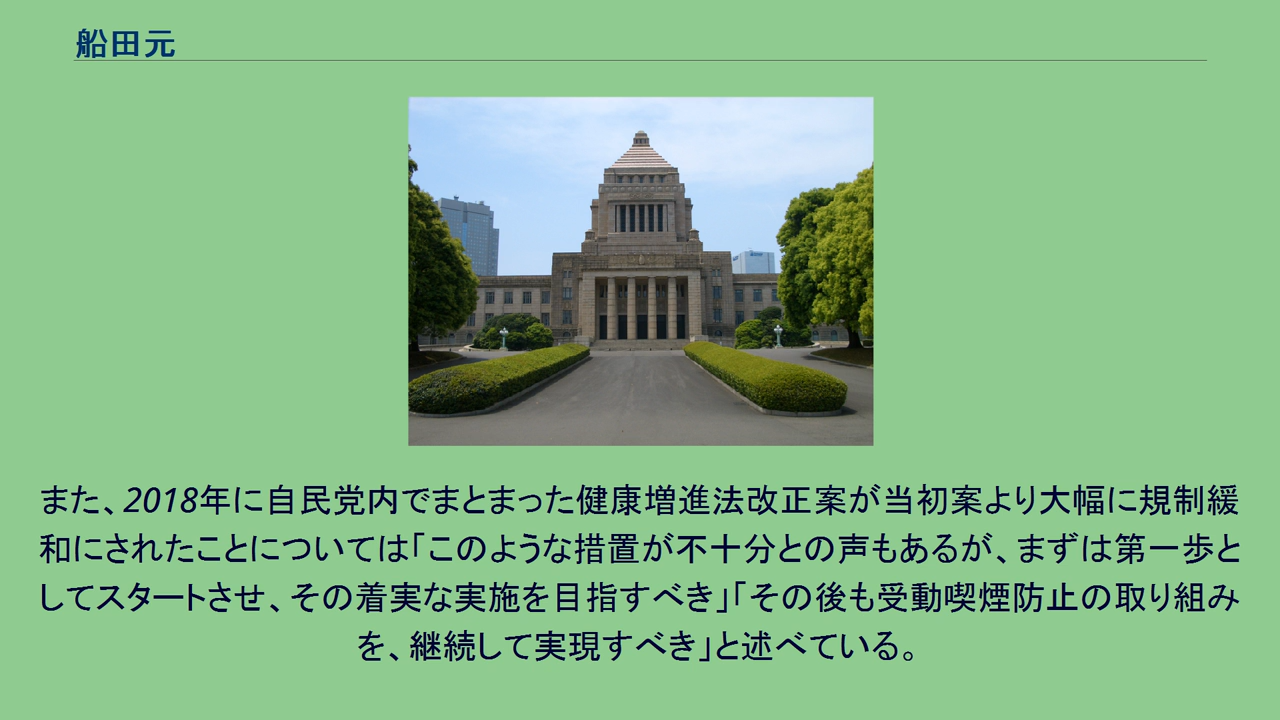 船田元
また、2018年に自民党内でまとまった健康増進法改正案が当初案より大幅に規制緩
和にされたことについては「このような措置が不十分との声もあるが、まずは第一歩と
してスタートさせ、その着実な実施を目指すべき」「その後も受動喫煙防止の取り組み
を、継続して実現すべき」と述べている。